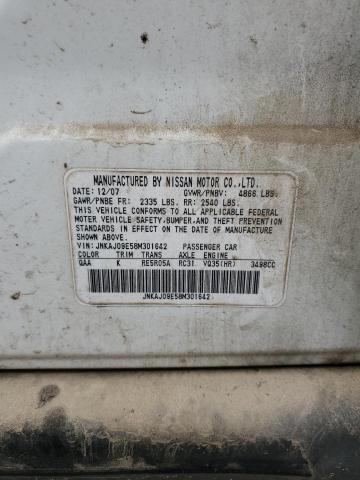 MANUFACTURED BY NISSAN MOTOR CO.,LTD.
DATE: 12/07 GVWR/PNBV: 4866 LBS.
GAWR/PNBE FR: 2335 LBS. RR: 2540 LBS.
THIS VEHICLE CONFORMS TO ALL APPLICABLE FEDERAL
MOTOR VEHICLE SAFETY,BUMPER,AND THEFT PREVENTION
STANDARDS IN EFFECT ON THE DATE OF MANUFACTURE
SHOWN ABOVE.
VIN: JNKAJ09E58M301642 PASSENGER CAR
COLOR TRIM TRANS AXLE ENGINE
QAA K RE5R05A RC31 VQ35(HR) 3498CC
JNKAJ09E58M301642